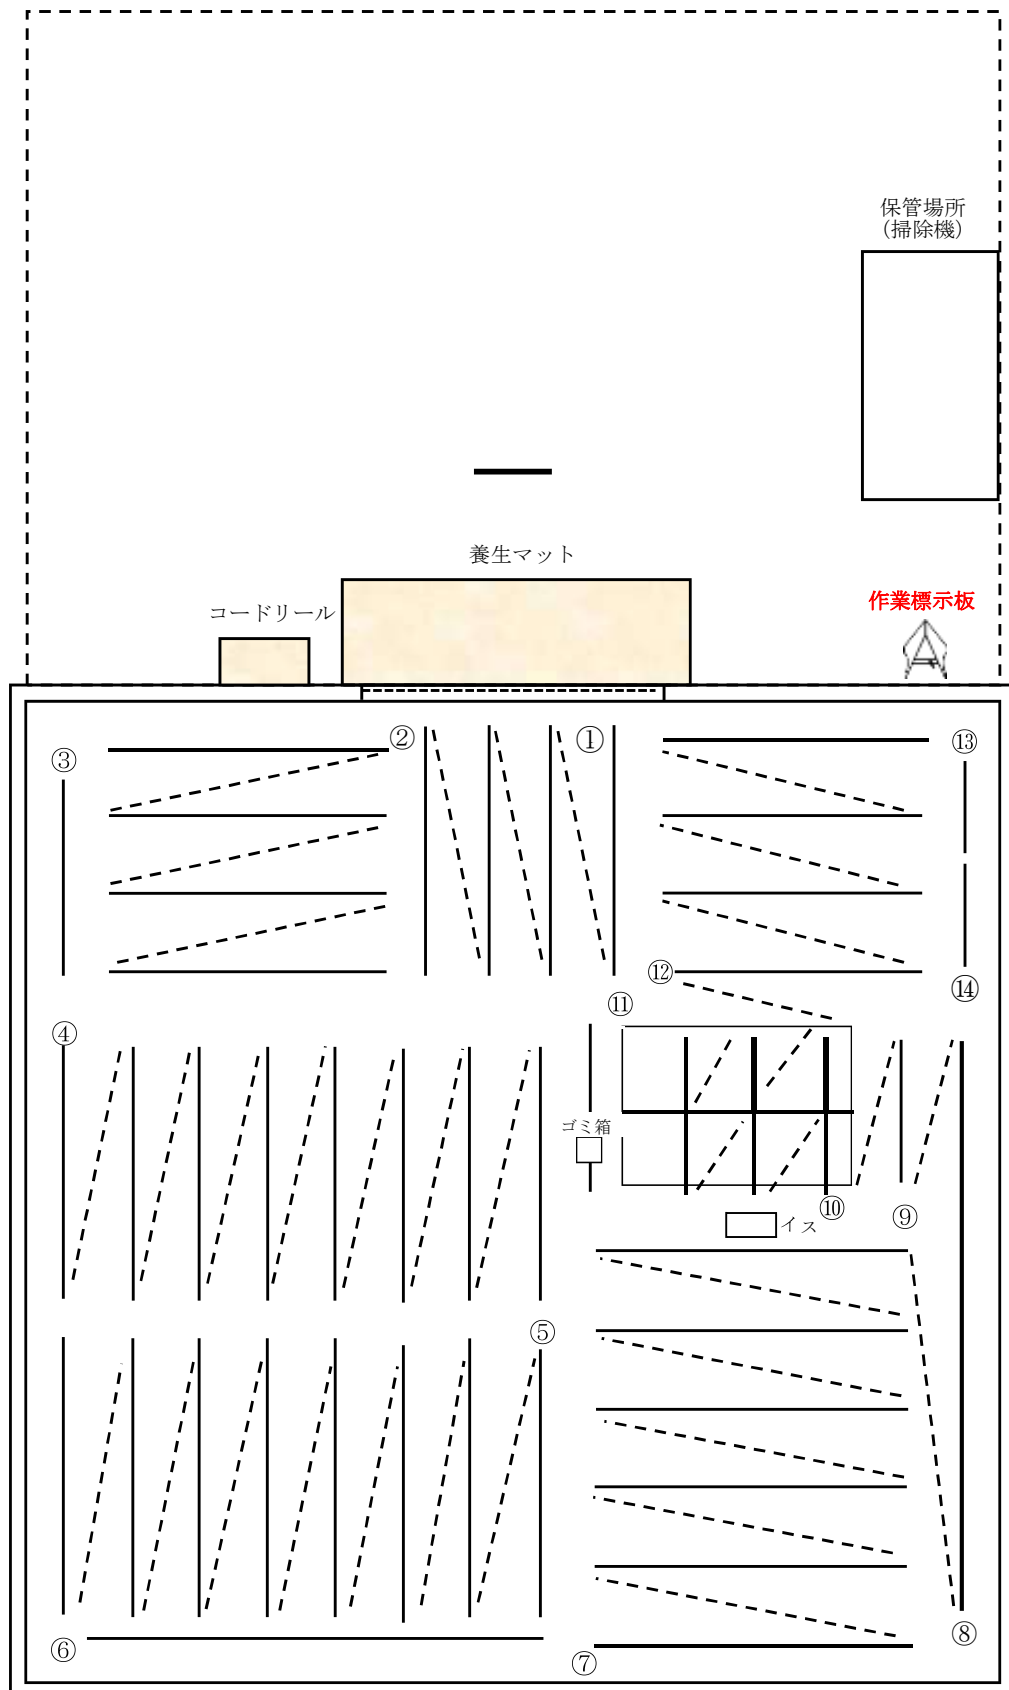 保管場所
（掃除機）
養生マット
作業標示板
コードリール
②
①
⑬
③
⑫
⑭
⑪
④
ゴミ箱
⑩
⑨
イス
⑤
⑧
⑥
⑦